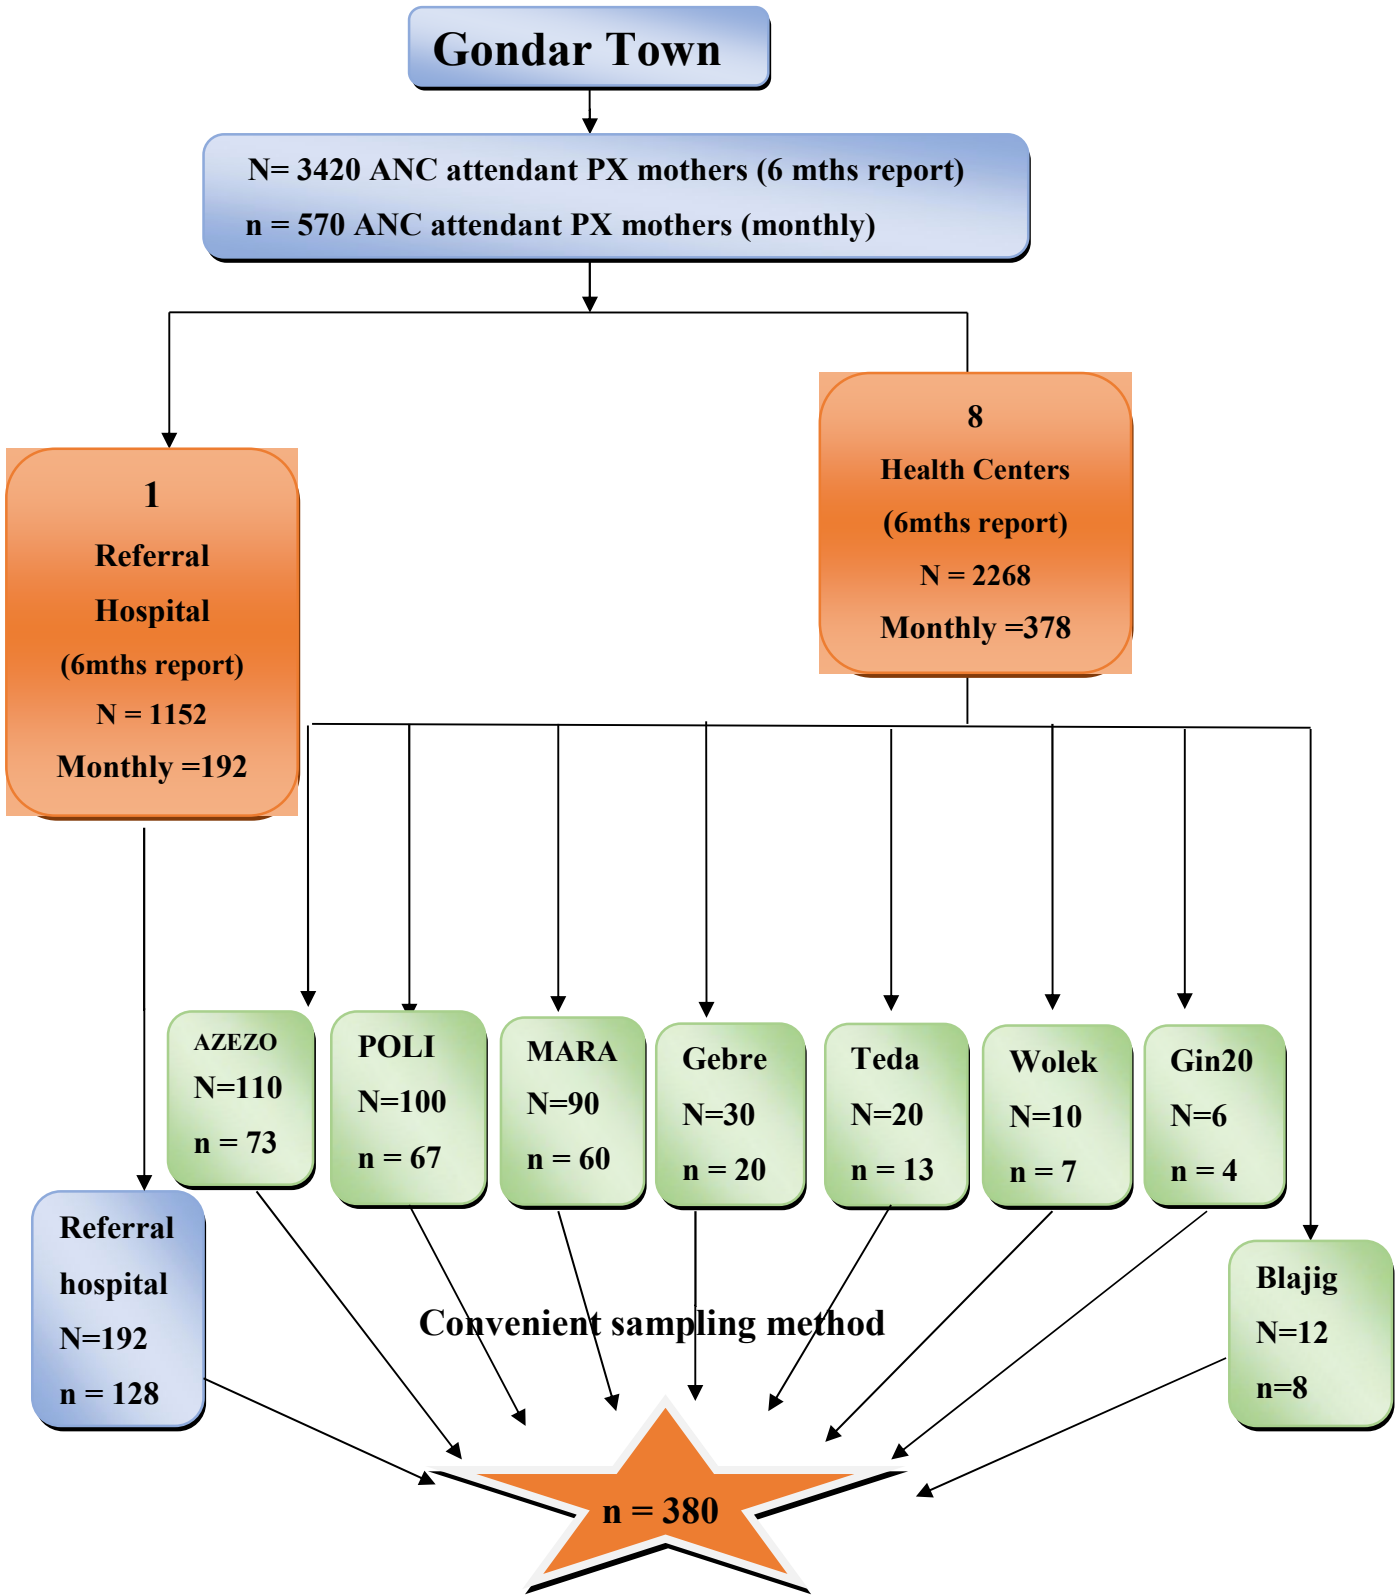 Gondar Town
N= 3420 ANC attendant PX mothers (6 mths report)
n = 570 ANC attendant PX mothers (monthly)
1
Referral
Hospital
(6mths report)
N = 1152
Monthly =192
8
Health Centers
(6mths report)
N = 2268
Monthly =378
AZEZO
N=110
n = 73
POLI
N=100
n = 67
MARA
N=90
n = 60
Gebre
N=30
n = 20
Teda
N=20
n = 13
Wolek
N=10
n = 7
Gin20
N=6
n = 4
Referral
hospital
N=192
n = 128
Blajig
N=12
n=8
Convenient sampling method
n = 380